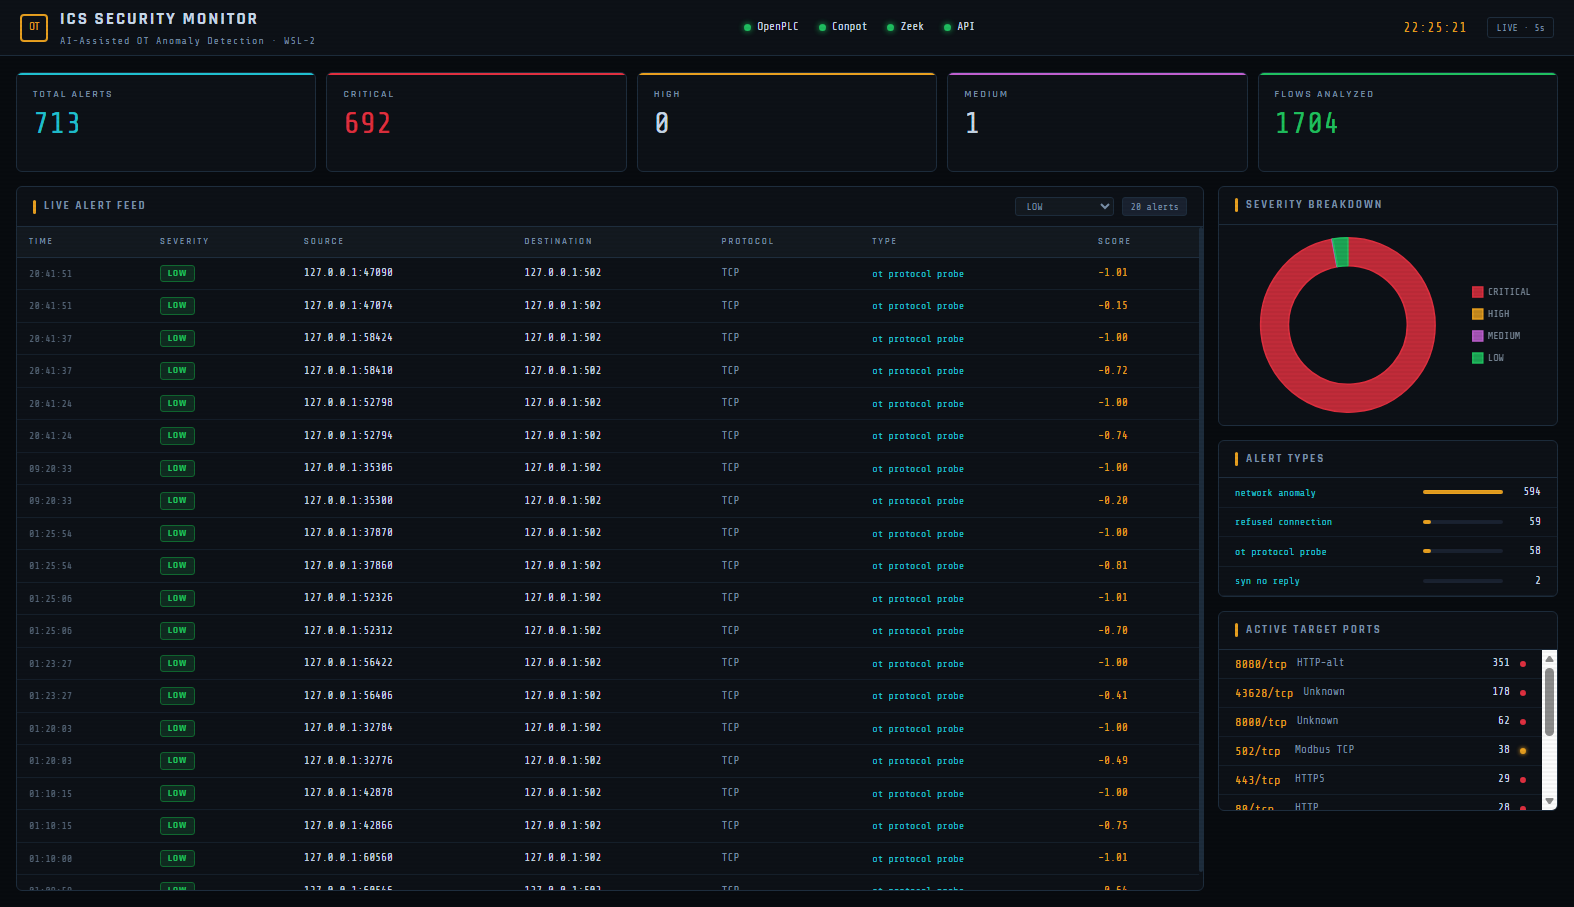 OT
ICS SECURITY MONITOR
AI-Assisted OT Anomaly Detection · WSL-2
OpenPLC Conpot Zeek API
22:25:21
LIVE · 5s
TOTAL ALERTS
713
CRITICAL
692
HIGH
0
MEDIUM
1
FLOWS ANALYZED
1704
LIVE ALERT FEED
LOW
20 alerts
TIME SEVERITY SOURCE DESTINATION PROTOCOL TYPE SCORE
20:41:51 LOW 127.0.0.1:47090 127.0.0.1:502 TCP ot protocol probe -1.01
20:41:51 LOW 127.0.0.1:47074 127.0.0.1:502 TCP ot protocol probe -0.15
20:41:37 LOW 127.0.0.1:58424 127.0.0.1:502 TCP ot protocol probe -1.00
20:41:37 LOW 127.0.0.1:58410 127.0.0.1:502 TCP ot protocol probe -0.72
20:41:24 LOW 127.0.0.1:52798 127.0.0.1:502 TCP ot protocol probe -1.00
20:41:24 LOW 127.0.0.1:52794 127.0.0.1:502 TCP ot protocol probe -0.74
09:20:33 LOW 127.0.0.1:35306 127.0.0.1:502 TCP ot protocol probe -1.00
09:20:33 LOW 127.0.0.1:35300 127.0.0.1:502 TCP ot protocol probe -0.20
01:25:54 LOW 127.0.0.1:37870 127.0.0.1:502 TCP ot protocol probe -1.00
01:25:54 LOW 127.0.0.1:37860 127.0.0.1:502 TCP ot protocol probe -0.81
01:25:06 LOW 127.0.0.1:52326 127.0.0.1:502 TCP ot protocol probe -1.01
01:25:06 LOW 127.0.0.1:52312 127.0.0.1:502 TCP ot protocol probe -0.70
01:23:27 LOW 127.0.0.1:56422 127.0.0.1:502 TCP ot protocol probe -1.00
01:23:27 LOW 127.0.0.1:56406 127.0.0.1:502 TCP ot protocol probe -0.41
01:20:03 LOW 127.0.0.1:32784 127.0.0.1:502 TCP ot protocol probe -1.00
01:20:03 LOW 127.0.0.1:32776 127.0.0.1:502 TCP ot protocol probe -0.49
01:10:15 LOW 127.0.0.1:42878 127.0.0.1:502 TCP ot protocol probe -1.00
01:10:15 LOW 127.0.0.1:42866 127.0.0.1:502 TCP ot protocol probe -0.75
01:10:00 LOW 127.0.0.1:60560 127.0.0.1:502 TCP ot protocol probe -1.01
LOW 127.0.0.1:60546 127.0.0.1:502 TCP ot protocol probe
SEVERITY BREAKDOWN
CRITICAL
HIGH
MEDIUM
LOW
ALERT TYPES
network anomaly 594
refused connection 59
ot protocol probe 58
syn no reply 2
ACTIVE TARGET PORTS
8080/tcp HTTP-alt 351
43628/tcp Unknown 178
8000/tcp Unknown 62
502/tcp Modbus TCP 38
443/tcp HTTPS 29
80/tcp HTTP 28